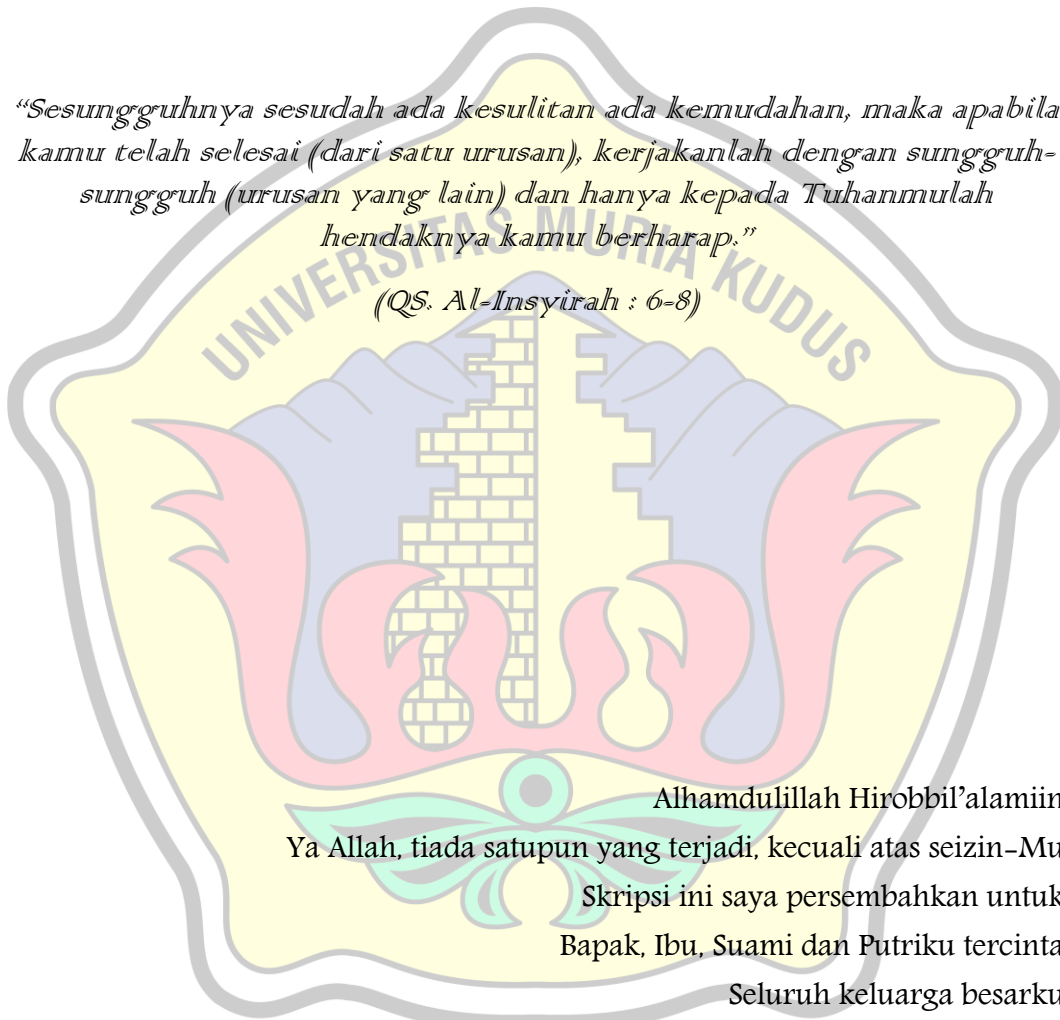 “Sesungguhnya sesudah ada kesulitan ada kemudahan, maka apabila
kamu telah selesai (dari satu urusan), kerjakanlah dengan sungguh-
sungguh (urusan yang lain) dan hanya kepada Tuhanmulah
hendaknya kamu berharap.”
(QS. Al-Insyirah : 6-8)
UNIVERSITAS MURIA KUDUS
Alhamdulillah Hirobbil’alamiin
Ya Allah, tiada satupun yang terjadi, kecuali atas seizin-Mu
Skripsi ini saya persembahkan untuk
Bapak, Ibu, Suami dan Putriku tercinta
Seluruh keluarga besarku